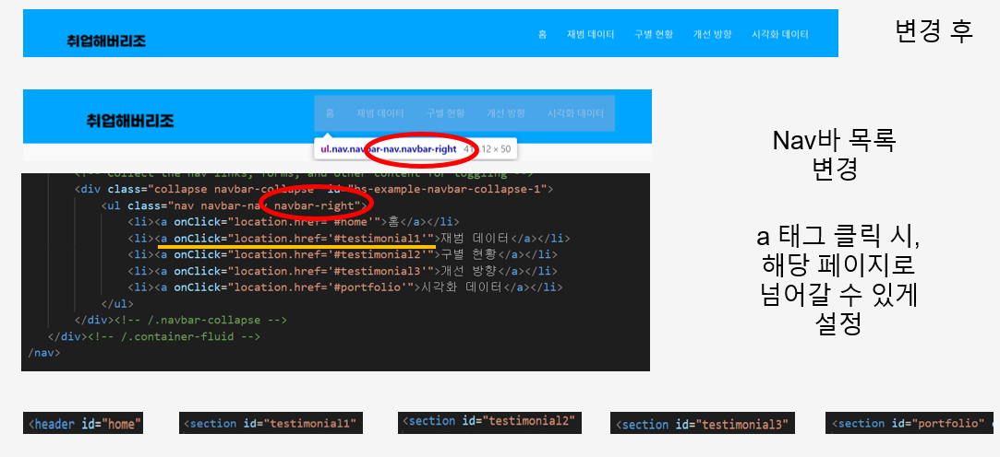 취업해버리조
홈 재범 데이터 구별 현황 개선 방향 시각화 데이터
변경 후
취업해버리조
홈 재범 데이터 구별 현황 개선 방향 시각화 데이터
ul.nav.navbar-nav.navbar-right 12 × 50
Nav바 목록
변경
<!-- Collect the nav links, forms, and other content for toggling -->
<div class="collapse navbar-collapse" id="bs-example-navbar-collapse-1">
<ul class="nav navbar-nav navbar-right">
<li><a onClick="location.href='#home'">홈</a></li>
<li><a onClick="location.href='#testimonial1'">재범 데이터</a></li>
<li><a onClick="location.href='#testimonial2'">구별 현황</a></li>
<li><a onClick="location.href='#testimonial3'">개선 방향</a></li>
<li><a onClick="location.href='#portfolio'">시각화 데이터</a></li>
</ul>
</div><!-- /.navbar-collapse -->
</div><!-- /.container-fluid -->
/nav>
a 태그 클릭 시,
해당 페이지로
넘어갈 수 있게
설정
<header id="home"
<section id="testimonial1"
<section id="testimonial2"
<section id="testimonial3"
<section id="portfolio"